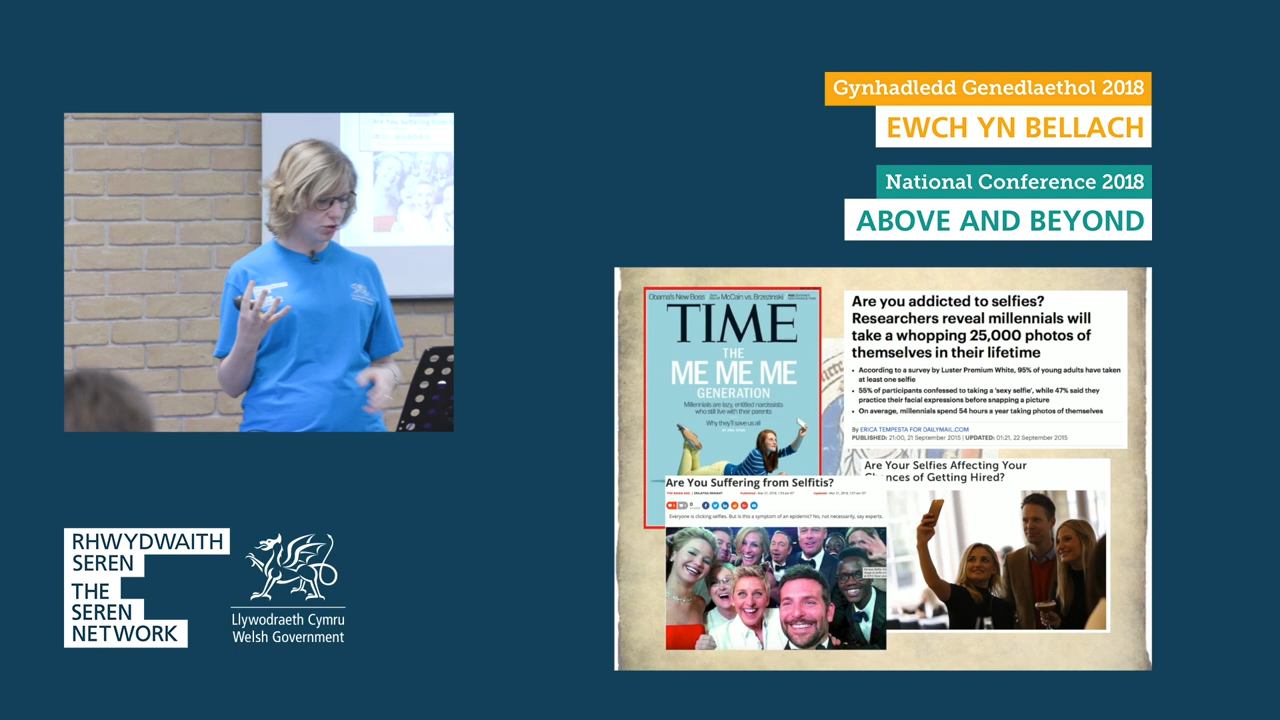 Gynhadledd Genedlaethol 2018
EWCH YN BELLACH
National Conference 2018
ABOVE AND BEYOND
Obama's New Boss
McCain vs. Brzezinski
TIME
THE
ME ME ME
GENERATION
Millennials are lazy, entitled narcissists
who still live with their parents
Why they'll save us all
Are you addicted to selfies?
Researchers reveal millennials will
take a whopping 25,000 photos of
themselves in their lifetime
• According to a survey by Luster Premium White, 95% of young adults have taken
at least one selfie
• 55% of participants confessed to taking a 'sexy selfie', while 47% said they
practice their facial expressions before snapping a picture
• On average, millennials spend 54 hours a year taking photos of themselves
By ERICA TEMPESTA FOR DAILYMAIL.COM
PUBLISHED: 21:00, 21 September 2015 | UPDATED: 01:21, 22 September 2015
Are You Suffering from Selfitis?
Everyone is clicking selfies. But is this a symptom of an epidemic? No, not necessarily, say experts.
Are Your Selfies Affecting Your
Chances of Getting Hired?
RHWYDWAITH
SEREN
THE
SEREN
NETWORK
Llywodraeth Cymru
Welsh Government